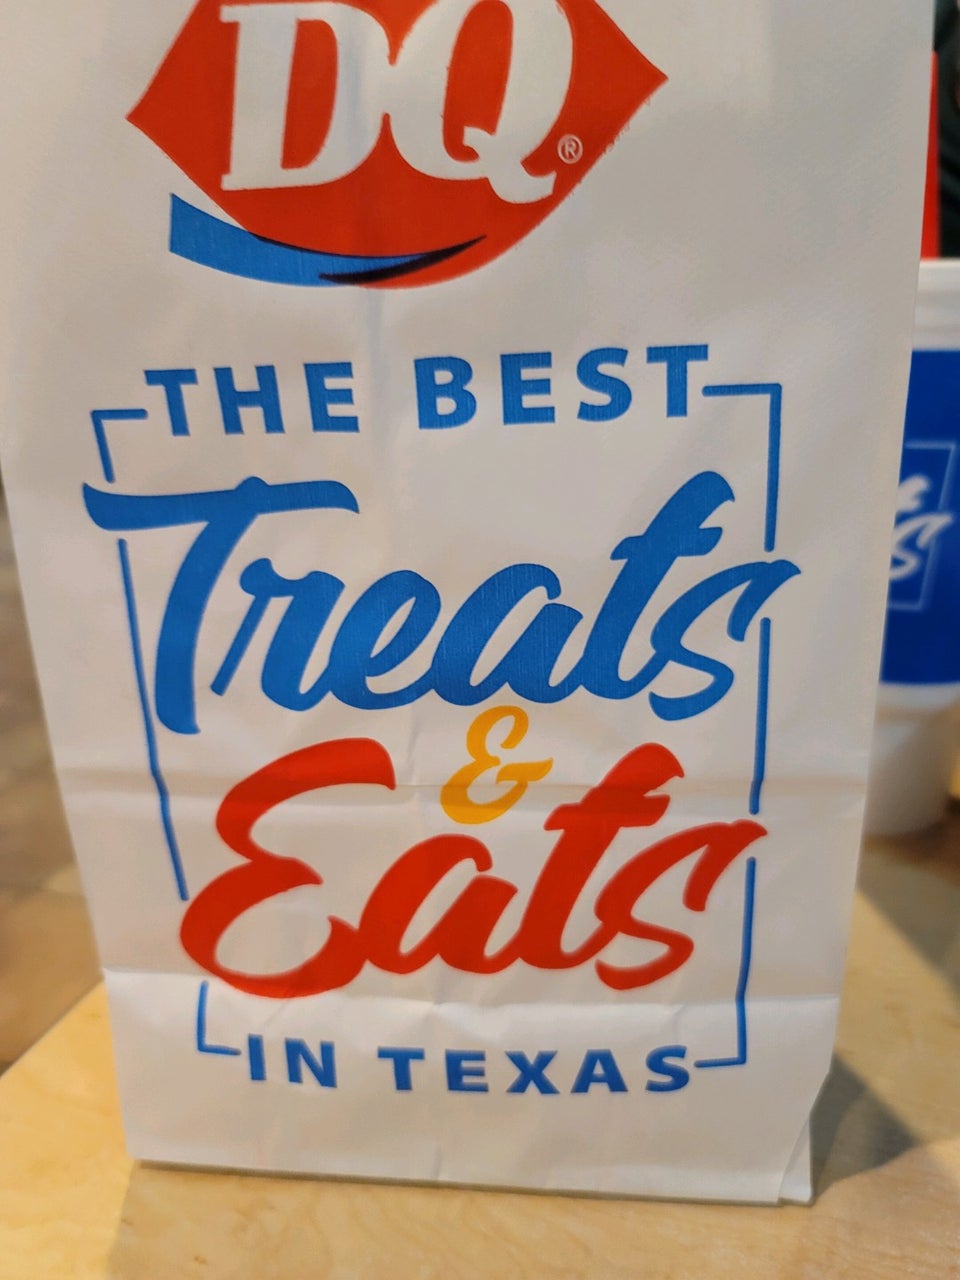 DQ®
THE BEST
Treats
&
Eats
IN TEXAS